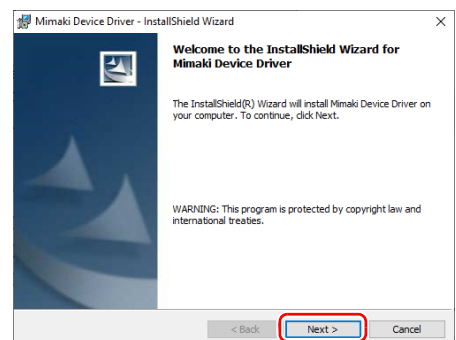 Mimaki Device Driver - InstallShield Wizard
Welcome to the InstallShield Wizard for
Mimaki Device Driver
The InstallShield(R) Wizard will install Mimaki Device Driver on
your computer. To continue, click Next.
WARNING: This program is protected by copyright law and
international treaties.
< Back Next > Cancel